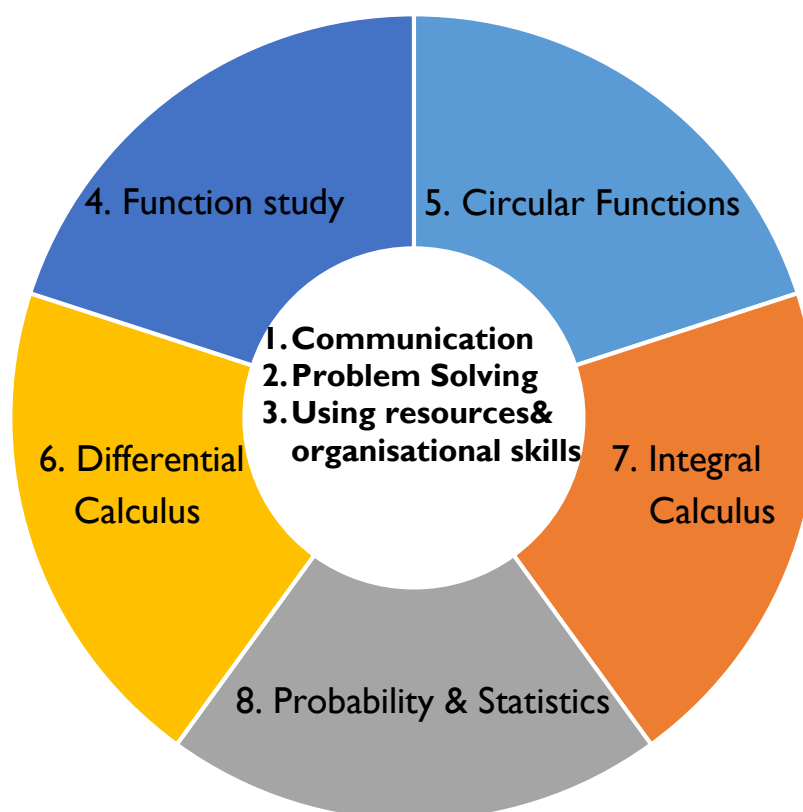 4. Function study
5. Circular Functions
1. Communication
2. Problem Solving
3. Using resources&
organisational skills
6. Differential
Calculus
7. Integral
Calculus
8. Probability & Statistics